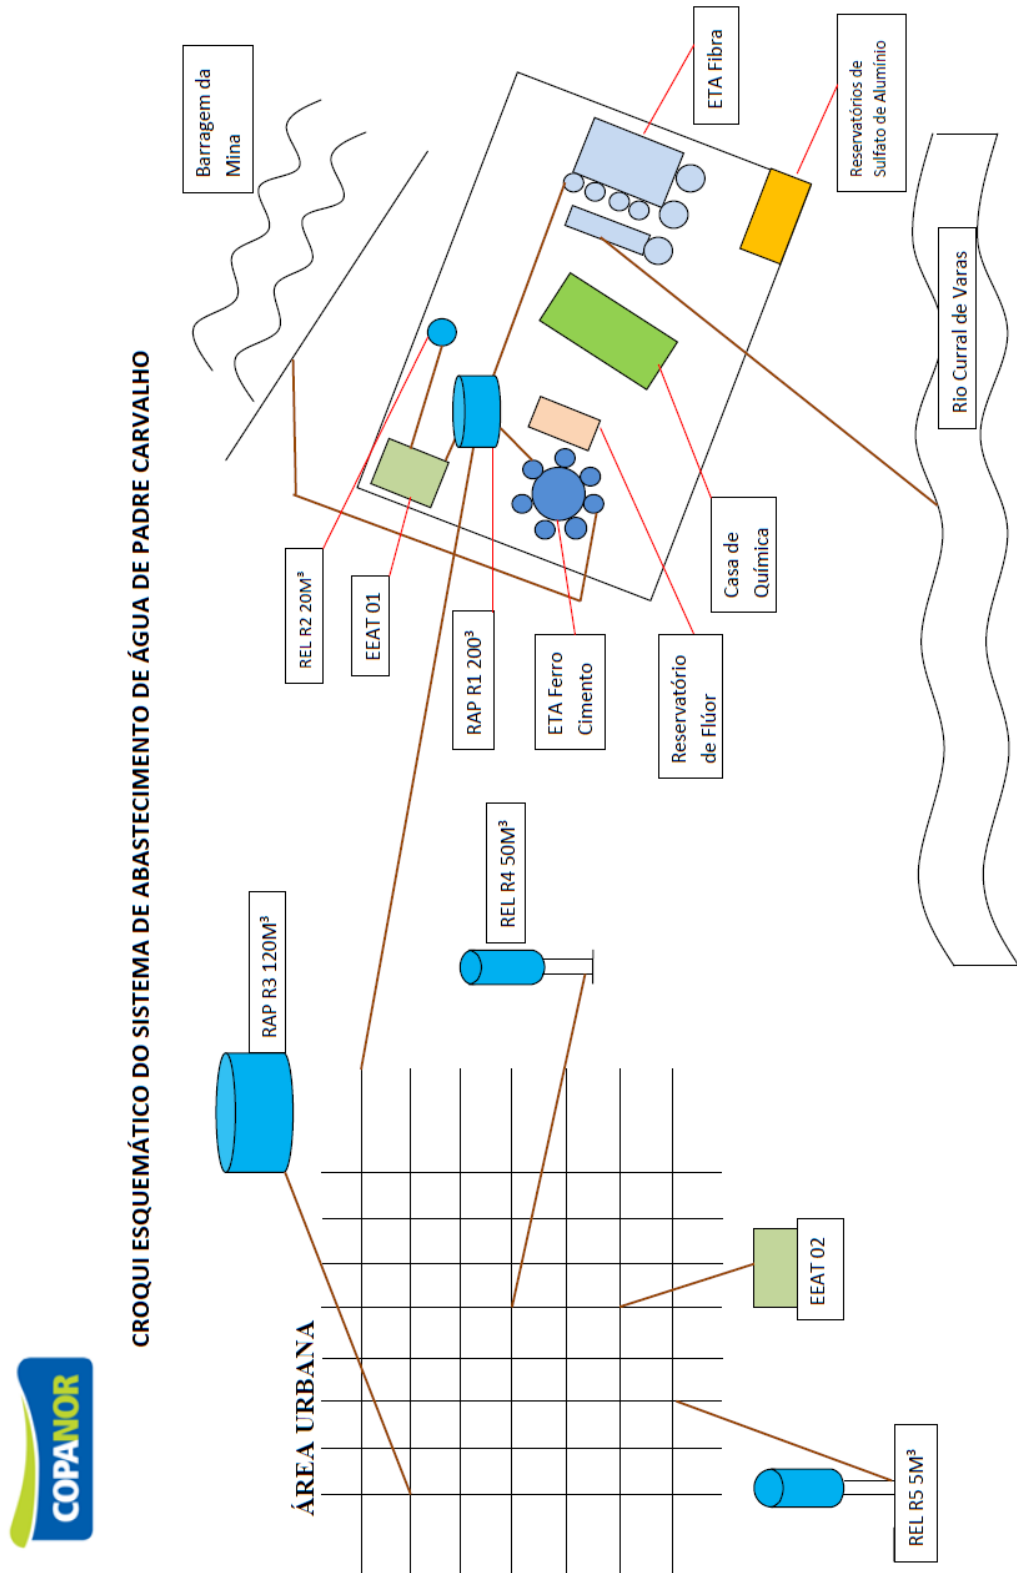 COPANOR
CROQUI ESQUEMÁTICO DO SISTEMA DE ABASTECIMENTO DE ÁGUA DE PADRE CARVALHO
ÁREA URBANA
RAP R3 120M³
REL R4 50M³
REL R5 5M³
EEAT 02
REL R2 20M³
EEAT 01
RAP R1 200³
ETA Ferro
Cimento
Reservatório
de Flúor
Casa de
Química
Barragem da
Mina
ETA Fibra
Reservatórios de
Sulfato de Alumínio
Rio Curral de Varas